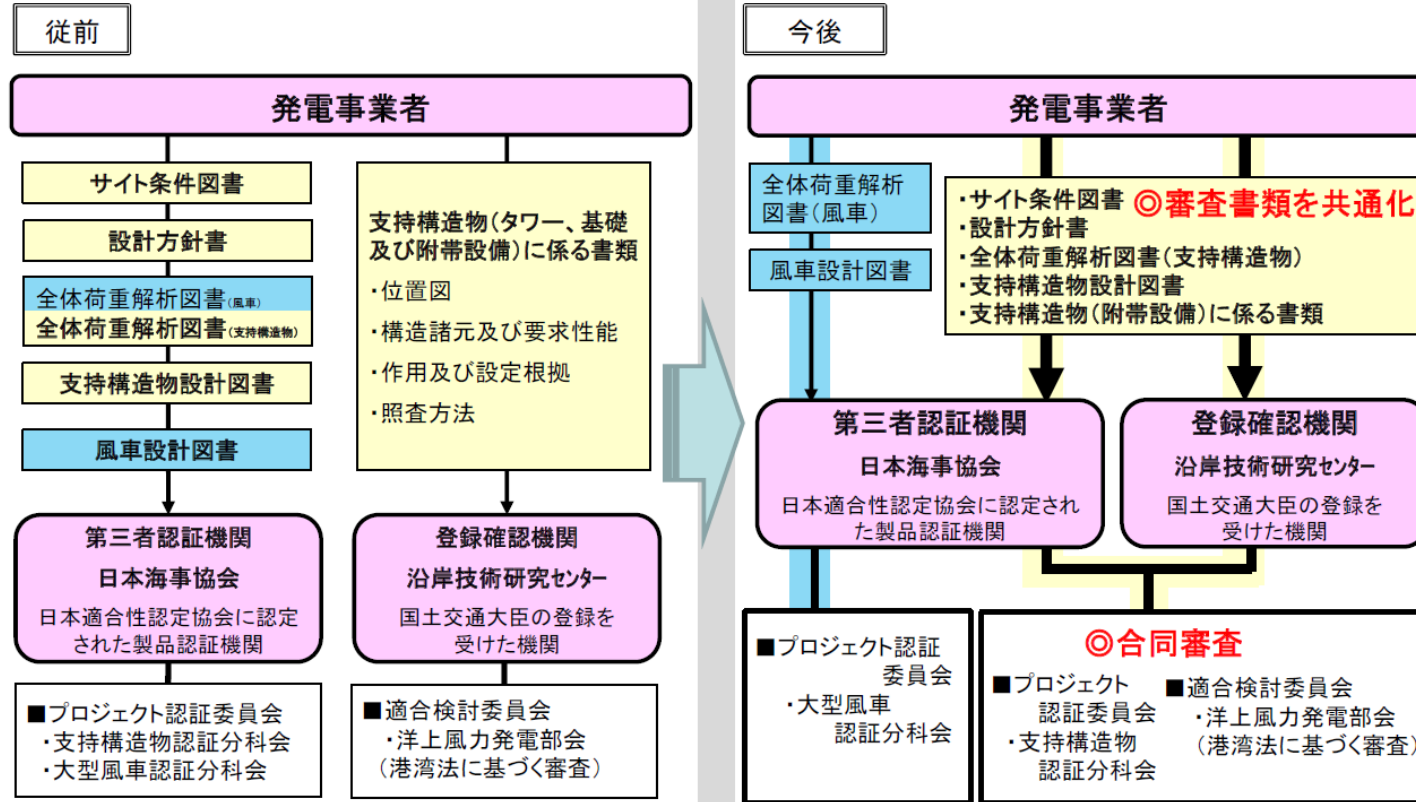 従前
発電事業者
サイト条件図書
設計方針書
全体荷重解析図書(風車)
全体荷重解析図書(支持構造物)
支持構造物設計図書
風車設計図書
支持構造物(タワー、基礎
及び附帯設備)に係る書類
・位置図
・構造諸元及び要求性能
・作用及び設定根拠
・照査方法
第三者認証機関
日本海事協会
日本適合性認定協会に認定
された製品認証機関
登録確認機関
沿岸技術研究センター
国土交通大臣の登録を
受けた機関
■プロジェクト認証委員会
・支持構造物認証分科会
・大型風車認証分科会
■適合検討委員会
・洋上風力発電部会
(港湾法に基づく審査)
今後
発電事業者
全体荷重解析
図書(風車)
風車設計図書
・サイト条件図書 ◎審査書類を共通化
・設計方針書
・全体荷重解析図書(支持構造物)
・支持構造物設計図書
・支持構造物(附帯設備)に係る書類
第三者認証機関
日本海事協会
日本適合性認定協会に認定され
た製品認証機関
登録確認機関
沿岸技術研究センター
国土交通大臣の登録を
受けた機関
■プロジェクト認証
委員会
・大型風車
認証分科会
◎合同審査
■プロジェクト
認証委員会
・支持構造物
認証分科会
■適合検討委員会
・洋上風力発電部会
(港湾法に基づく審査)